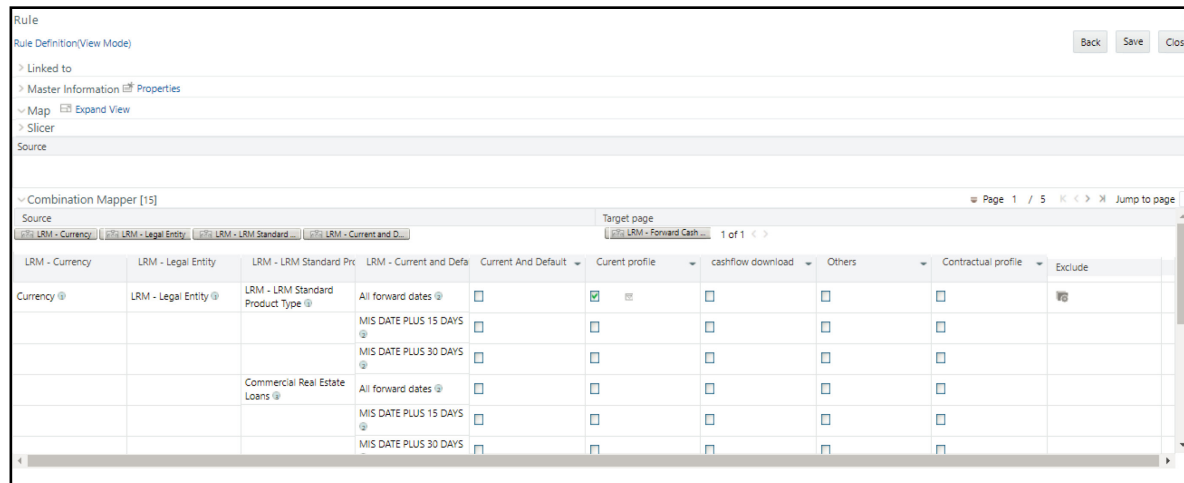 Rule
Rule Definition(View Mode)
Back Save Clos
Linked to
Master Information Properties
Map Expand View
Slicer
Source
Combination Mapper [15] Page 1 / 5 Jump to page
Source Target page
LRM - Currency LRM - Legal Entity LRM - LRM Standard ... LRM - Current and D... LRM - Forward Cash ... 1 of 1
LRM - Currency LRM - Legal Entity LRM - LRM Standard Pro LRM - Current and Defa Current And Default Curent profile cashflow download Others Contractual profile Exclude
Currency LRM - Legal Entity LRM - LRM Standard Product Type All forward dates
MIS DATE PLUS 15 DAYS
MIS DATE PLUS 30 DAYS
Commercial Real Estate Loans All forward dates
MIS DATE PLUS 15 DAYS
MIS DATE PLUS 30 DAYS